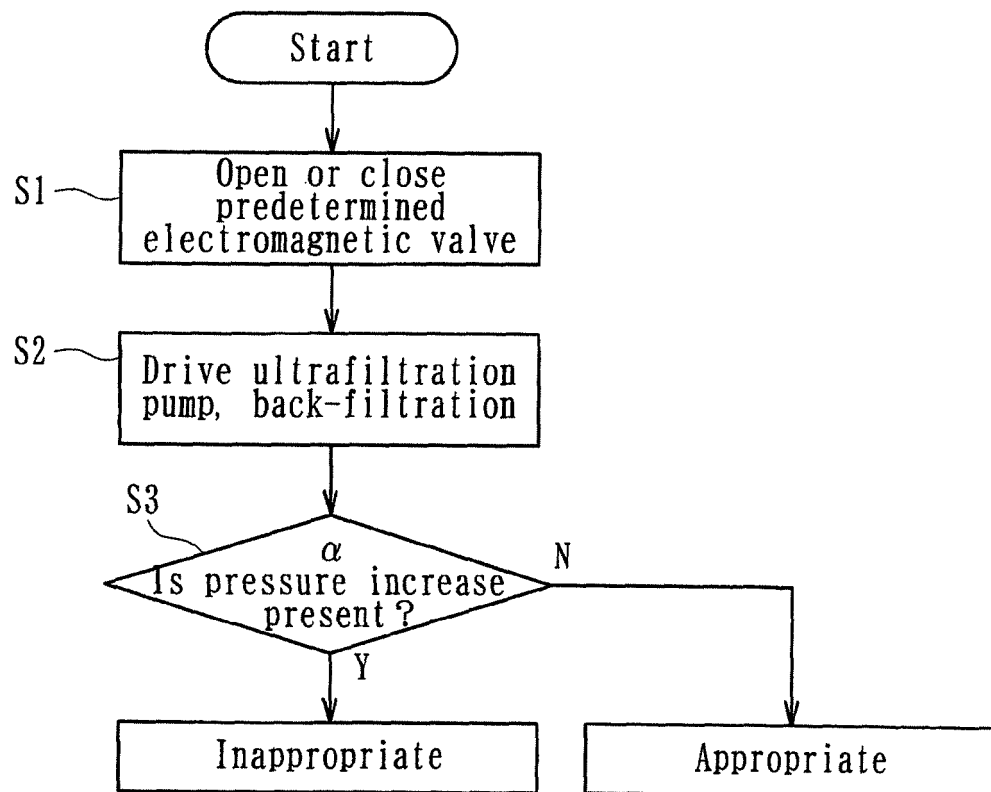 Start
S1
Open or close
predetermined
electromagnetic valve
S2
Drive ultrafiltration
pump, back-filtration
S3
α
Is pressure increase
present?
N
Y
Inappropriate
Appropriate